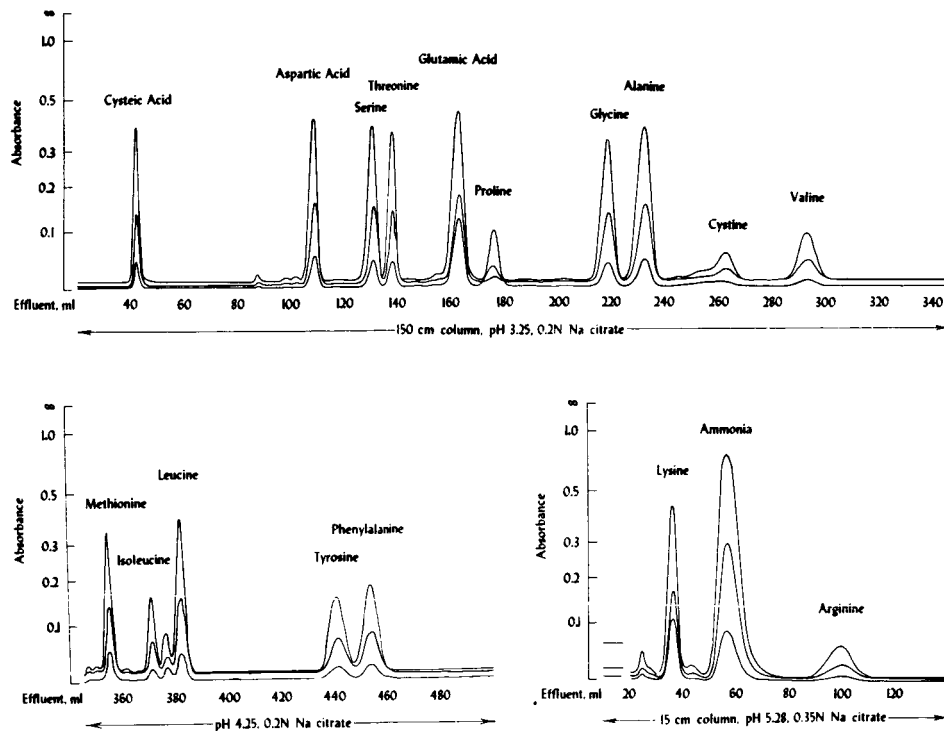 ∞
1.0
0.5
0.3
0.2
0.1
Absorbance
Cysteic Acid
Aspartic Acid
Serine
Threonine
Glutamic Acid
Proline
Glycine
Alanine
Cystine
Valine
Effluent, ml 40 60 80 100 120 140 160 180 200 220 240 260 280 300 320 340
150 cm column, pH 3.25, 0.2N Na citrate
∞
1.0
0.5
0.3
0.2
0.1
Absorbance
Methionine
Isoleucine
Leucine
Tyrosine
Phenylalanine
Effluent, ml 360 380 400 420 440 460 480
pH 4.25, 0.2N Na citrate
∞
1.0
0.5
0.3
0.2
0.1
Absorbance
Lysine
Ammonia
Arginine
Effluent, ml 20 40 60 80 100 120
15 cm column, pH 5.28, 0.35N Na citrate